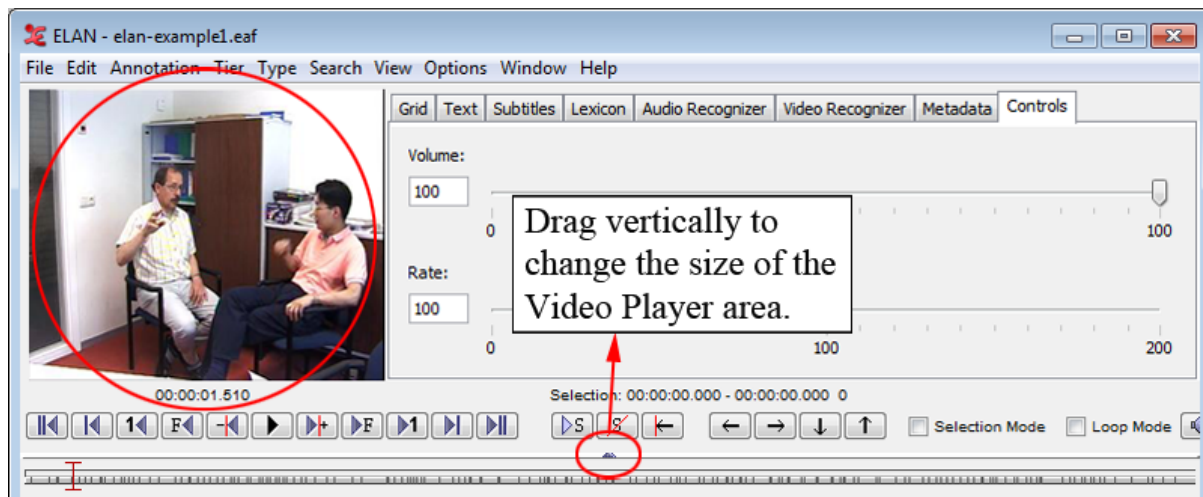 ELAN - elan-example1.eaf
File Edit Annotation Tier Type Search View Options Window Help
Grid Text Subtitles Lexicon Audio Recognizer Video Recognizer Metadata Controls
Volume:
100
0 100
Drag vertically to
change the size of the
Video Player area.
Rate:
100
0 100 200
00:00:01.510 Selection: 00:00:00.000 - 00:00:00.000 0
1 F F 1 S S Selection Mode Loop Mode